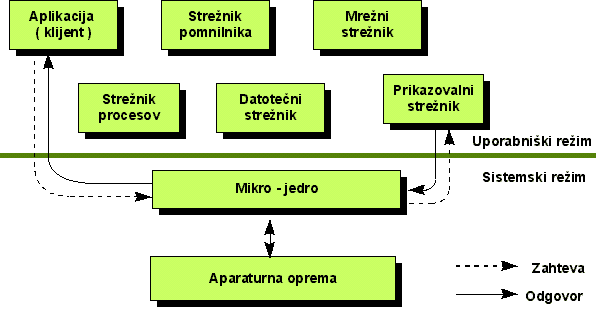 Aplikacija
( klijent )
Strežnik
pomnilnika
Mrežni
strežnik
Strežnik
procesov
Datotečni
strežnik
Prikazovalni
strežnik
Uporabniški režim
Sistemski režim
Mikro - jedro
Aparaturna oprema
Zahteva
Odgovor